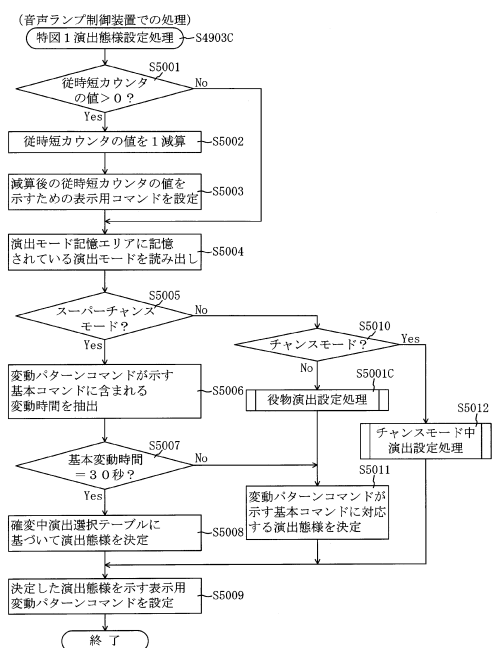 (音声ランプ制御装置での処理)
特図1演出態様設定処理
S4903C
S5001
従時短カウンタ
の値>0?
No
Yes
従時短カウンタの値を1減算
S5002
減算後の従時短カウンタの値を
示すための表示用コマンドを設定
S5003
演出モード記憶エリアに記憶
されている演出モードを読み出し
S5004
S5005
スーパーチャンス
モード?
No
Yes
S5010
チャンスモード?
Yes
No
変動パターンコマンドが示す
基本コマンドに含まれる
変動時間を抽出
S5006
S5001C
役物演出設定処理
S5012
チャンスモード中
演出設定処理
S5007
基本変動時間
=30秒?
No
Yes
S5011
変動パターンコマンドが
示す基本コマンドに対応
する演出態様を決定
確変中演出選択テーブルに
基づいて演出態様を決定
S5008
決定した演出態様を示す表示用
変動パターンコマンドを設定
S5009
終了